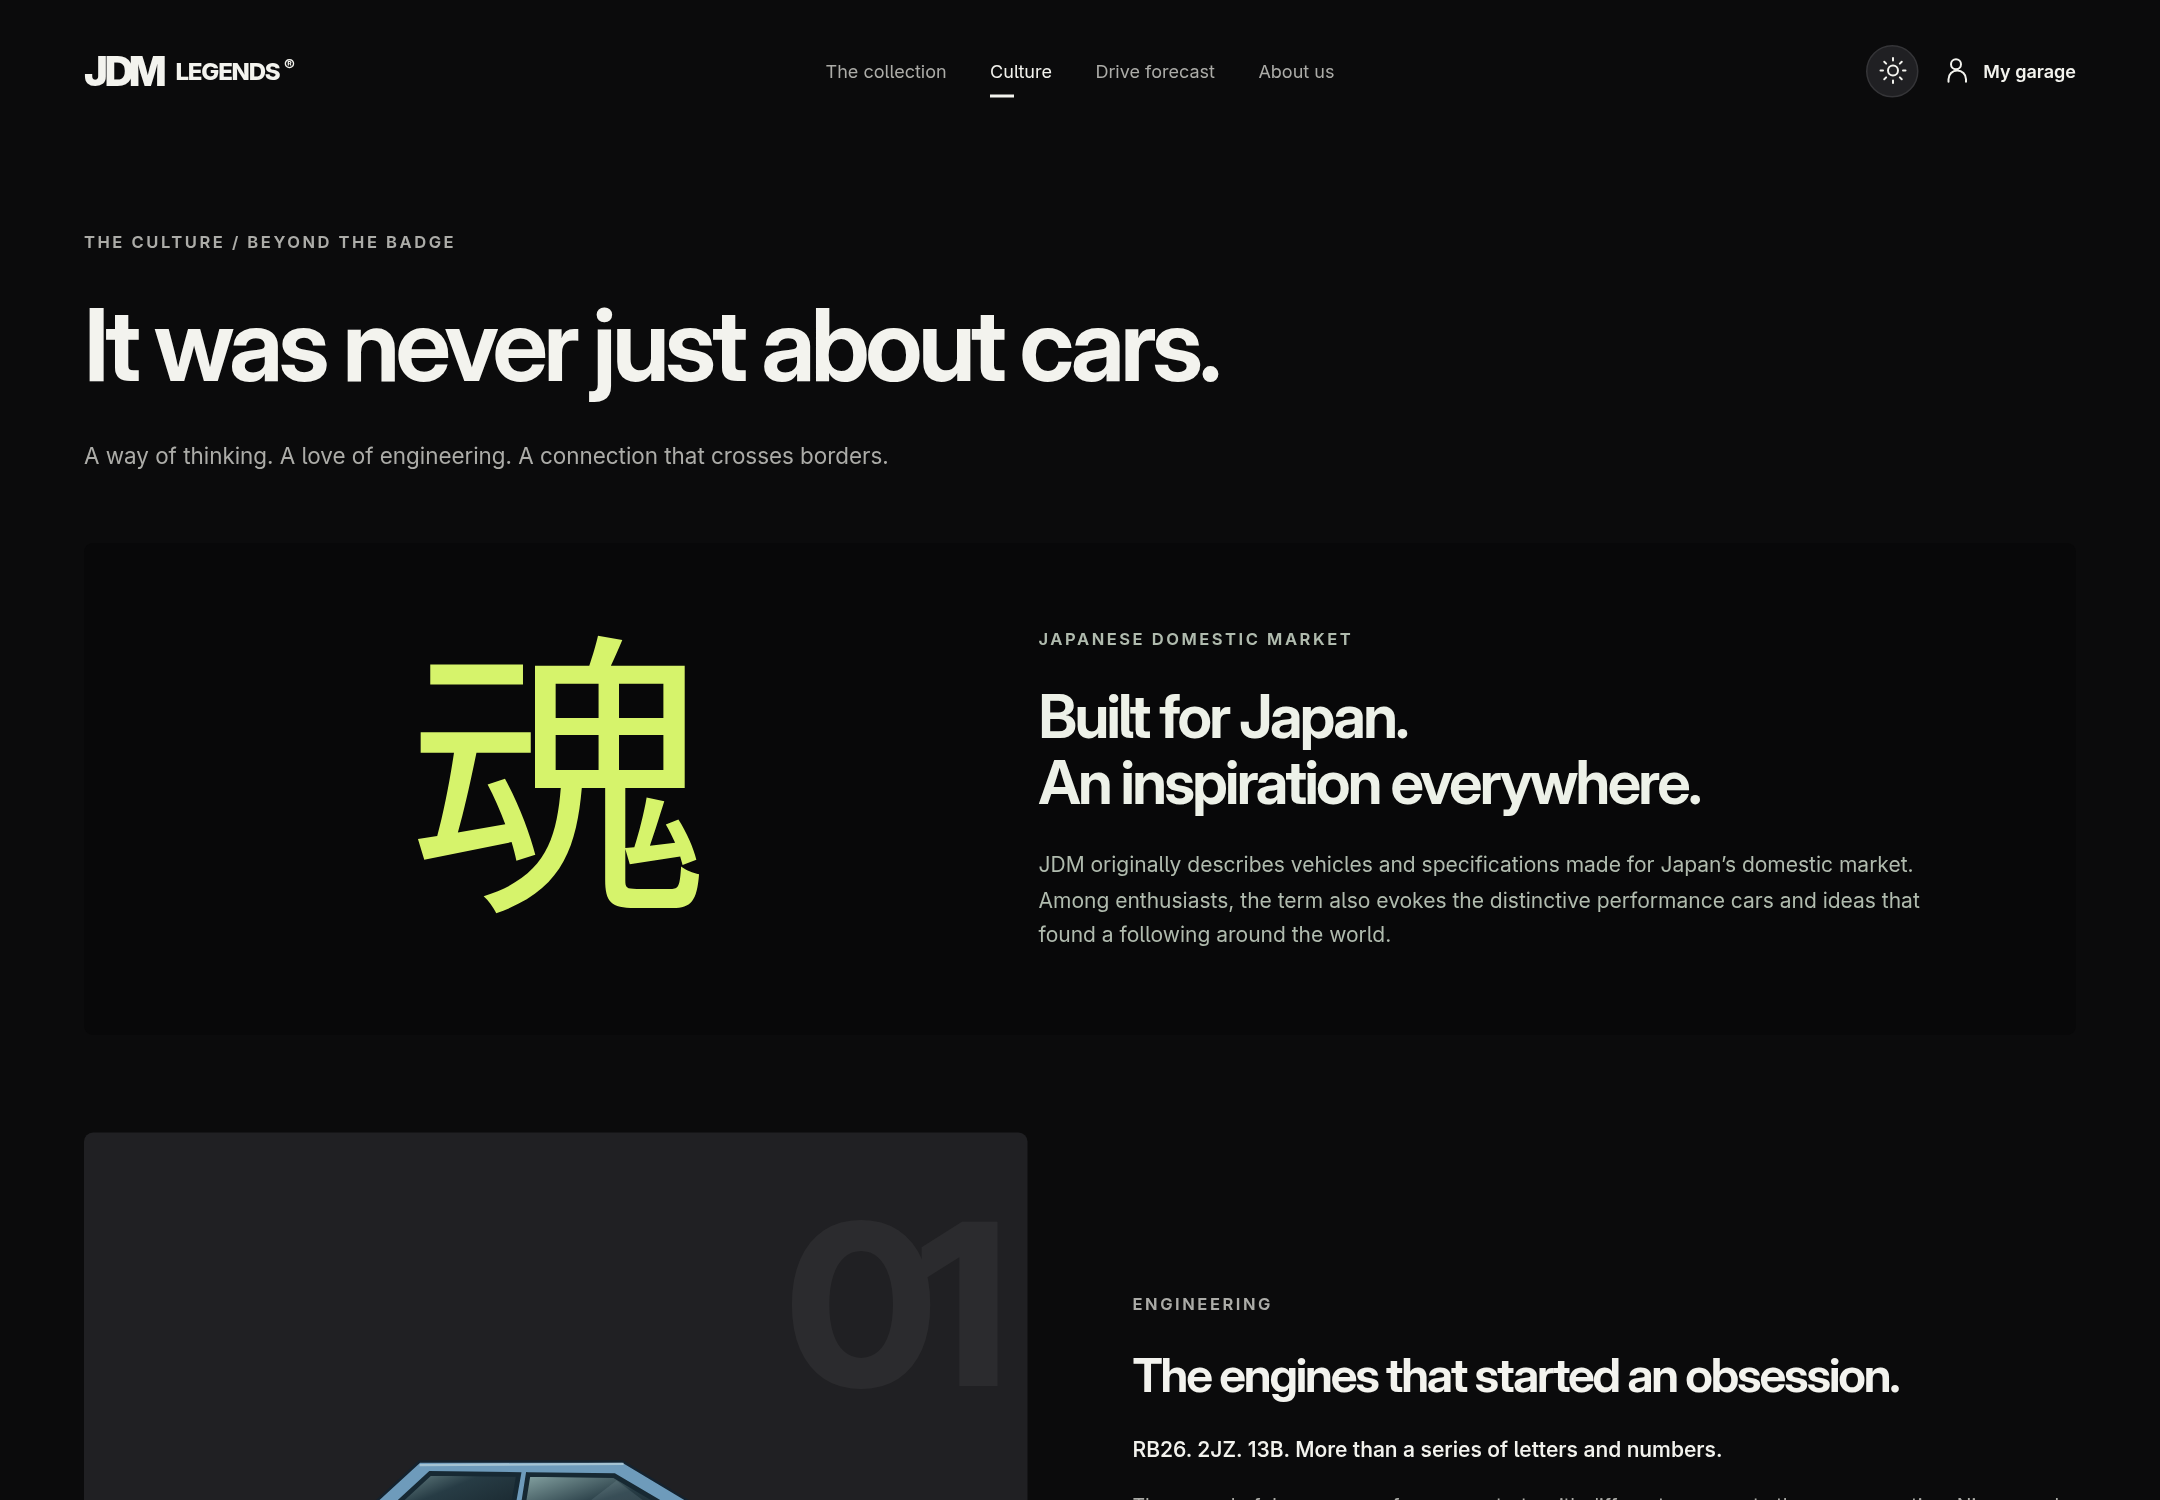 JDM LEGENDS ®
The collection
Culture
Drive forecast
About us
My garage
THE CULTURE / BEYOND THE BADGE
It was never just about cars.
A way of thinking. A love of engineering. A connection that crosses borders.
魂
JAPANESE DOMESTIC MARKET
Built for Japan.
An inspiration everywhere.
JDM originally describes vehicles and specifications made for Japan’s domestic market.
Among enthusiasts, the term also evokes the distinctive performance cars and ideas that
found a following around the world.
01
ENGINEERING
The engines that started an obsession.
RB26. 2JZ. 13B. More than a series of letters and numbers.